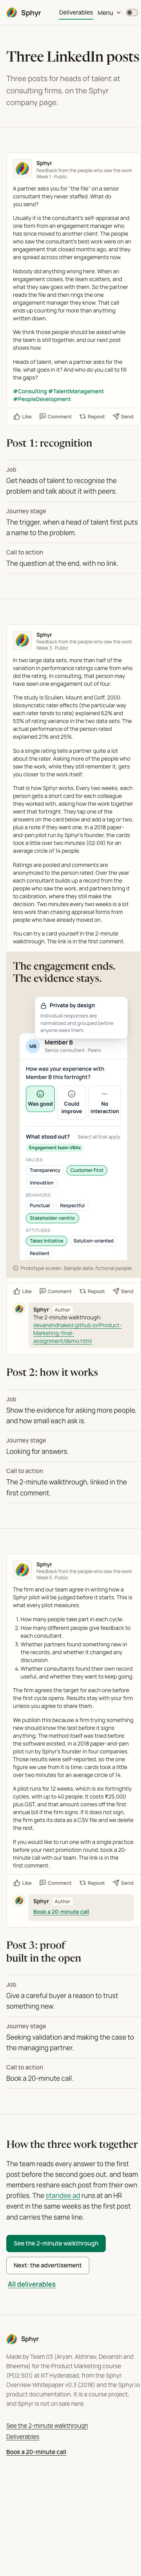 Sphyr
Deliverables
Menu
Three LinkedIn posts
Three posts for heads of talent at
consulting firms, on the Sphyr
company page.
Sphyr
Feedback from the people who saw the work
Week 1 · Public
A partner asks you for "the file" on a senior
consultant they never staffed. What do
you send?
Usually it is the consultant's self-appraisal and
one form from an engagement manager who
has since moved to another client. The people
who saw the consultant's best work were on an
engagement that closed months ago, and they
were never asked across organisations.
Nobody did anything wrong here. When an
engagement closes, the team scatters, and
what they saw goes with them. So the partner
reads the thin file and then rings the one
engagement manager they know. That call
ends up counting for more than anything
written down.
We think those people should be asked while
the team is still together, and our next post
shows how.
Heads of talent, when a partner asks for the
file, what goes in it? And who do you call to fill
the gaps?
#Consulting #TalentManagement
#PeopleDevelopment
Like
Comment
Repost
Send
Post 1: recognition
Job
Get heads of talent to recognise the
problem and talk about it with peers.
Journey stage
The trigger, when a head of talent first puts
a name to the problem.
Call to action
The question at the end, with no link.
Sphyr
Feedback from the people who saw the work
Week 3 · Public
In two large data sets, more than half of the
variation in performance ratings came from who
did the rating. In consulting, that person may
have seen only one engagement out of four.
The study is Scullen, Mount and Goff, 2000.
Idiosyncratic rater effects (the particular way
each rater tends to rate) explained 62% and
53% of the variance in the two data sets. The
actual performance of the person rated
explained 21% and 25%.
So a single rating tells a partner a great deal
about the rater. Asking more of the people who
saw the work, while they still remember it, gets
you closer to the work itself.
That is how Sphyr works. Every two weeks, each
person gets a short card for each colleague
they worked with, asking how the work together
went and what stood out in that fortnight. The
answers on the card below are a tag and a tap,
plus a note if they want one. In a 2018 paper-
and-pen pilot run by Sphyr's founder, the cards
took a little over two minutes (02:09) for an
average circle of 14 people.
Ratings are pooled and comments are
anonymised to the participant. Over the year
each consultant builds up a record from the
people who saw the work, and promoting time is
in calibration is still yours to make the
decision. Two minutes every two weeks is a lot
less work than chasing appraisals from
people who have already moved on.
You can try a card yourself in the 2-minute
walkthrough. The link is in the first comment.
The engagement ends.
The evidence stays.
Private by design
Individual responses are
normalized and grouped before
anyone sees them.
MB
Member B
Senior consultant · Peers
How was your experience with
Member B this fortnight?
Was good
Could improve
No interaction
What stood out?
Select all that apply
Engagement team VABEs
VALUES
Transparency
Customer First
Innovation
BEHAVIORS
Punctual
Respectful
Stakeholder-centric
ATTITUDES
Takes initiative
Solution-oriented
Resilient
Prototype screen. Sample data, fictional people.
Like
Comment
Repost
Send
Sphyr
Author
The 2-minute walkthrough:
devanshdhaked.github.io/Product-
Marketing-final-
assignment/demo.html
Post 2: how it works
Job
Show the evidence for asking more people,
and how small each ask is.
Journey stage
Looking for answers.
Call to action
The 2-minute walkthrough, linked in the
first comment.
Sphyr
Feedback from the people who saw the work
Week 5 · Public
The firm and our team agree in writing how a
Sphyr pilot will be judged before it starts. This is
what every pilot measures.
1. How many people take part in each cycle.
2. How many different people give feedback to
each consultant.
3. Whether partners found something new in
the records, and whether it changed any
discussion.
4. Whether consultants found their own record
useful, and whether they want to keep going.
The firm agrees the target for each one before
the first cycle opens. Results stay with your firm
unless you agree to share them.
We publish this because a firm trying something
new should know the test before it signs
anything. The method itself was tried before
the software existed, in a 2018 paper-and-pen
pilot run by Sphyr's founder in two companies.
Those results were self-reported, so the one
figure we use from it is time: cards took a little
over two minutes for an average circle of 14.
A pilot runs for 12 weeks, which is six fortnightly
cycles, with up to 40 people. It costs ₹25,000
plus GST, and that amount comes off the first
annual bill if the firm signs. If it does not sign,
the firm gets its data as a CSV file and we delete
the rest.
If you would like to run one with a single practice
before your next promotion round, book a 20-
minute call with our team. The link is in the
first comment.
Like
Comment
Repost
Send
Sphyr
Author
Book a 20-minute call
Post 3: proof
built in the open
Job
Give a careful buyer a reason to trust
something new.
Journey stage
Seeking validation and making the case to
the managing partner.
Call to action
Book a 20-minute call.
How the three work together
The team reads every answer to the first
post before the second goes out, and team
members reshare each post from their own
profiles. The standee ad runs at an HR
event in the same weeks as the first post
and carries the same line.
See the 2-minute walkthrough
Next: the advertisement
All deliverables
Sphyr
Made by Team 03 (Aryan, Abhinav, Devansh and
Bheema) for the Product Marketing course
(PD2.501) at IIIT Hyderabad, from the Sphyr
Overview Whitepaper v0.3 (2018) and the Sphyr.io
product documentation. It is a course project,
and Sphyr is not on sale here.
See the 2-minute walkthrough
Deliverables
Book a 20-minute call